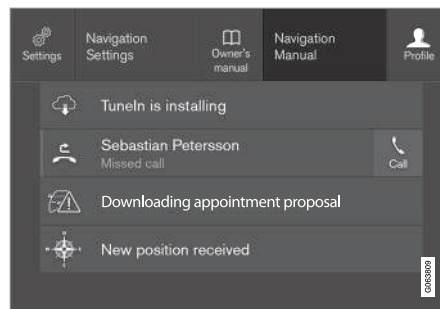 Settings
Navigation
Settings
Owner's
manual
Navigation
Manual
Profile
TuneIn is installing
Sebastian Petersson
Missed call
Call
Downloading appointment proposal
New position received
G063809